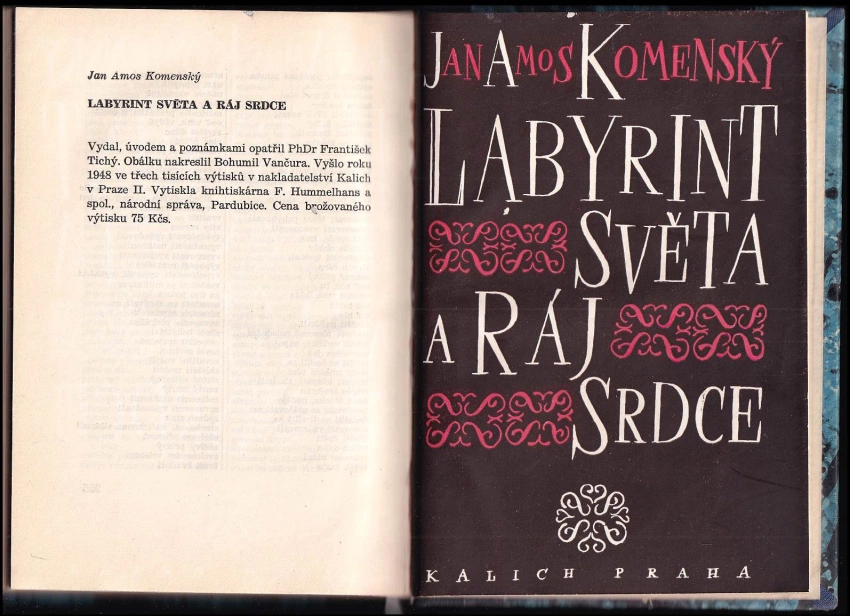 Jan Amos Komenský
LABYRINT SVĚTA A RÁJ SRDCE
Vydal, úvodem a poznámkami opatřil PhDr František
Tichý. Obálku nakreslil Bohumil Vančura. Vyšlo roku
1948 ve třech tisících výtisků v nakladatelství Kalich
v Praze II. Vytiskla knihtiskárna F. Hummelhans a
spol., národní správa, Pardubice. Cena brožovaného
výtisku 75 Kčs.
JAN AMOS KOMENSKÝ
LABYRINT
SVĚTA
A RÁJ
SRDCE
KALICH PRAHA